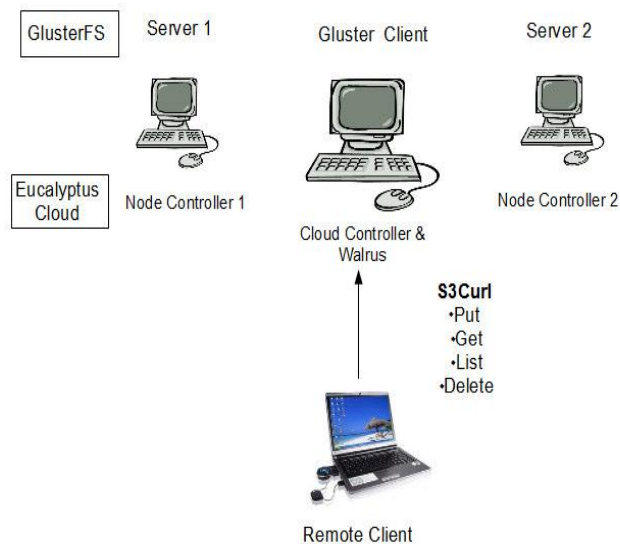 GlusterFS
Server 1
Gluster Client
Server 2
Eucalyptus
Cloud
Node Controller 1
Cloud Controller &
Walrus
Node Controller 2
S3Curl
•Put
•Get
•List
•Delete
Remote Client